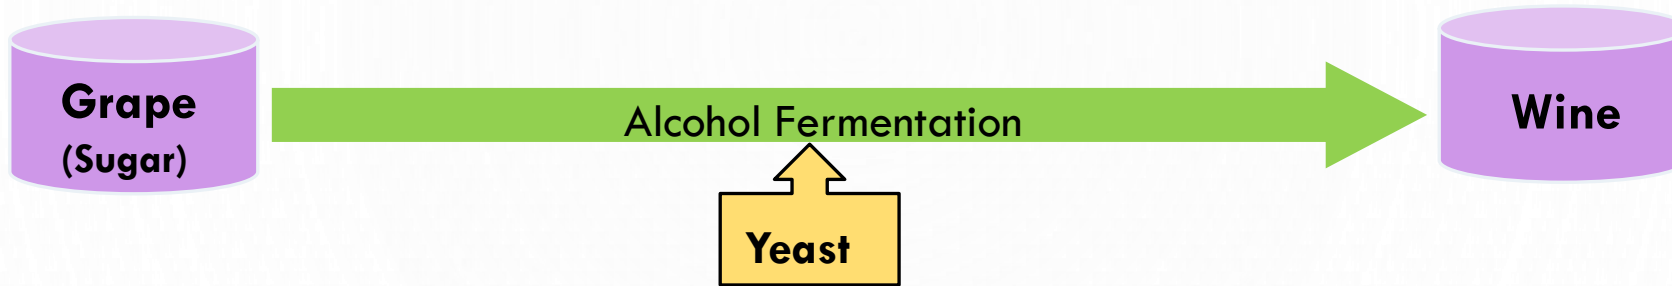 Grape
(Sugar)
Alcohol Fermentation
Wine
Yeast